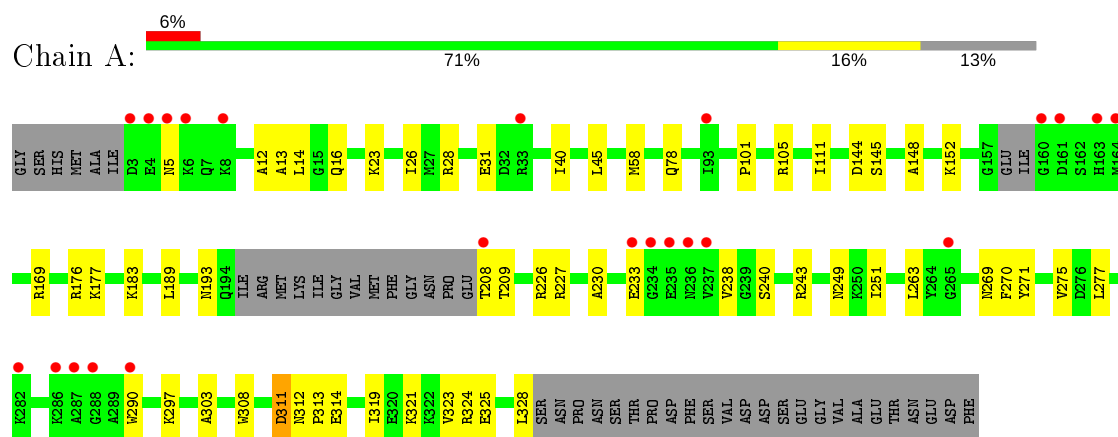 6%
Chain A:
71% 16% 13%
GLY SER HIS MET ALA ILE D3 E4 N5 K6 Q7 K8 A12 A13 L14 G15 Q16 K23 I26 M27 R28 E31 D32 R33 I40 L45 M58 Q78 I93 P101 R105 I111 D144 S145 A148 K152 G157 GLU ILE G160 D161 S162 H163 M164
R169 R176 K177 K183 L189 N193 Q194 ILE ARG MET LYS ILE GLY VAL MET PHE GLY ASN PRO GLU T208 T209 R226 R227 A230 E233 G234 E235 N236 V237 V238 G239 S240 R243 N249 K250 I251 L263 Y264 G265 N269 F270 Y271 V275 D276 L277
K282 K286 A287 G288 A289 W290 K297 A303 W308 D311 N312 P313 E314 I319 E320 K321 K322 V323 R324 E325 L328 SER ASN PRO ASN SER THR PRO ASP PHE SER VAL ASP ASP SER GLU GLY VAL ALA GLU THR ASN GLU ASP PHE